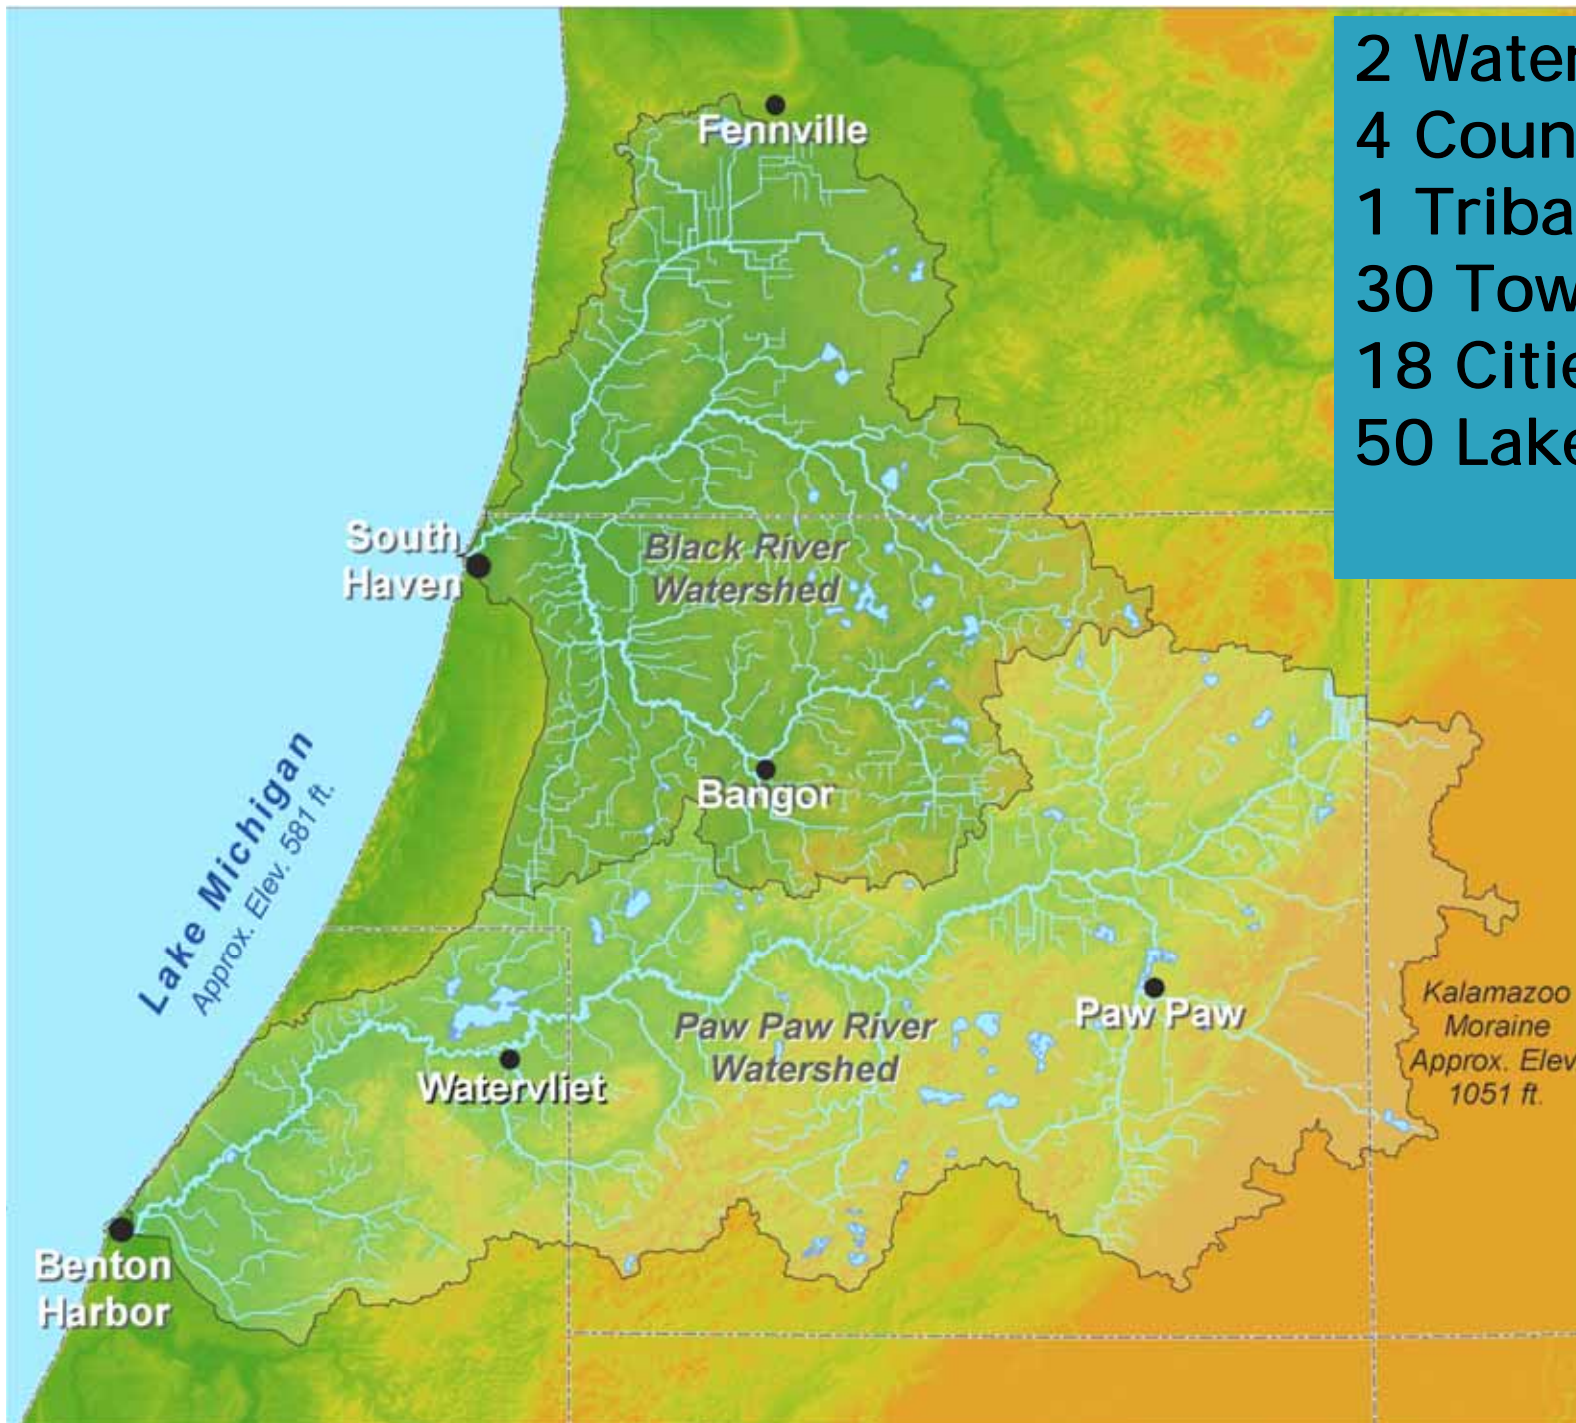 2 Water
4 Coun
1 Triba
30 Tow
18 Citie
50 Lake
Fennville
South
Haven
Black River
Watershed
Bangor
Lake Michigan
Approx. Elev. 581 ft.
Paw Paw
Kalamazoo
Moraine
Approx. Elev
1051 ft.
Paw Paw River
Watershed
Watervliet
Benton
Harbor